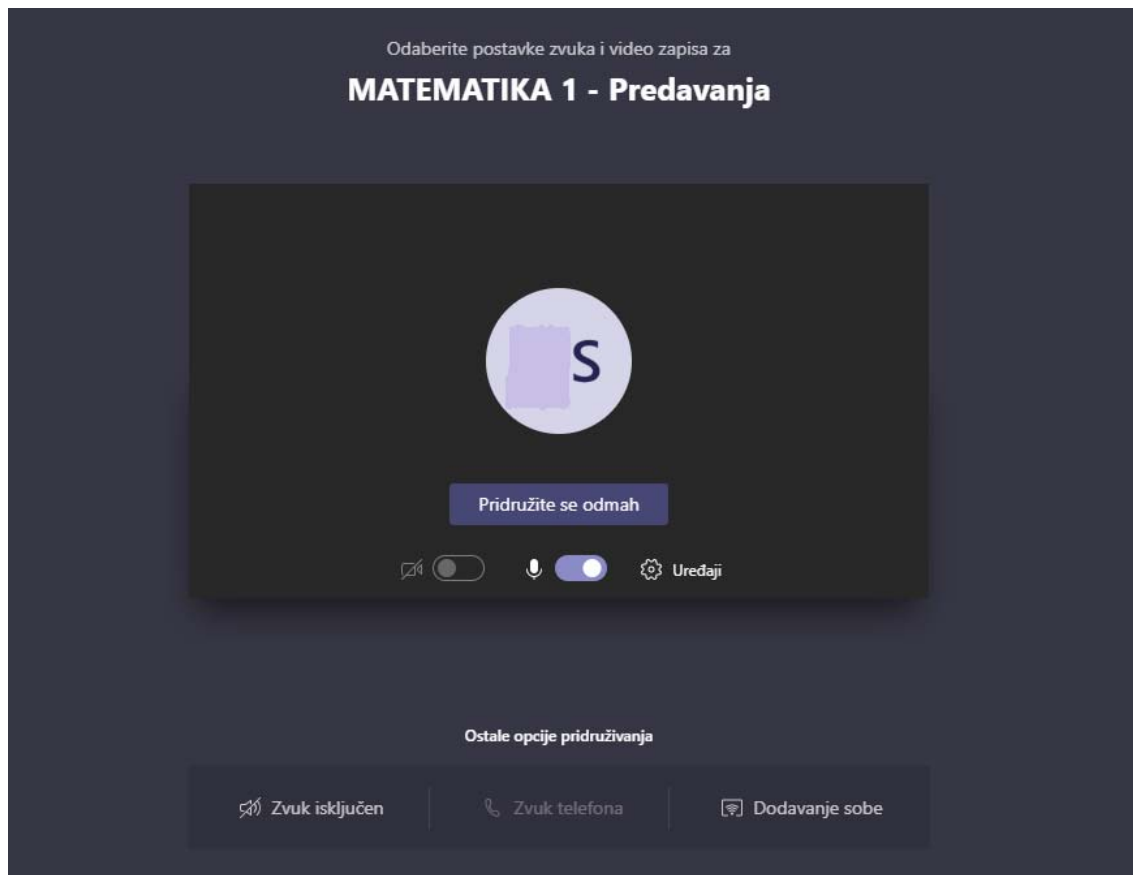 Odaberite postavke zvuka i video zapisa za
MATEMATIKA 1 - Predavanja
S
Pridružite se odmah
Uređaji
Ostale opcije pridruživanja
Zvuk isključen
Zvuk telefona
Dodavanje sobe